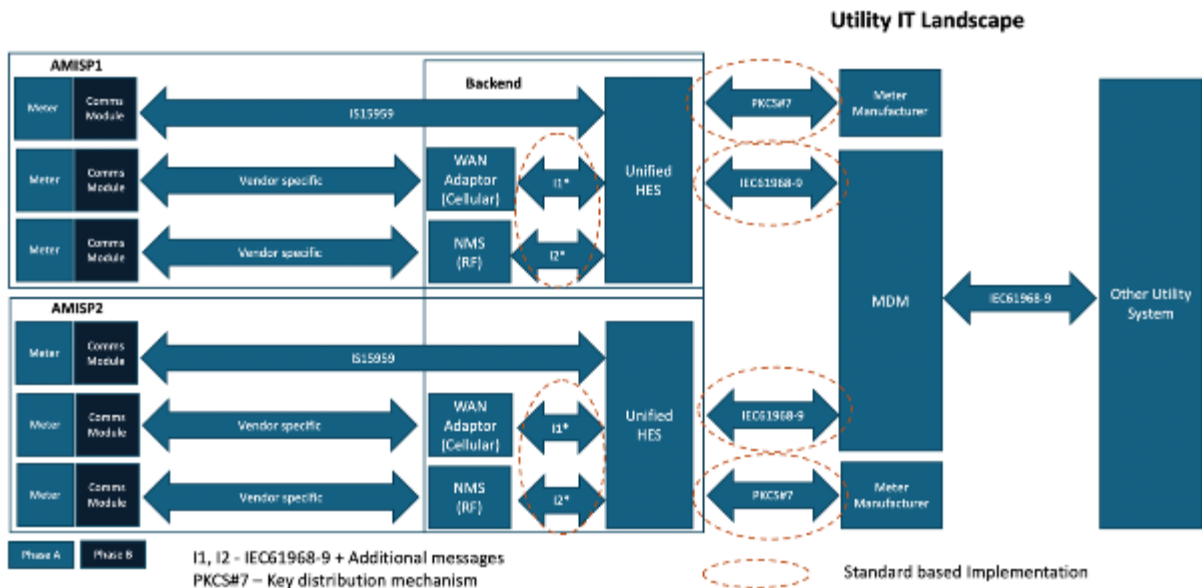 Utility IT Landscape
AMISP1
Backend
Meter
Comms
Module
IS15959
Unified
HES
PKCS#7
Meter
Manufacturer
Meter
Comms
Module
Vendor specific
WAN
Adaptor
(Cellular)
I1*
IEC61968-9
Meter
Comms
Module
Vendor specific
NMS
(RF)
I2*
MDM
IEC61968-9
Other Utility
System
AMISP2
Meter
Comms
Module
IS15959
Unified
HES
Meter
Comms
Module
Vendor specific
WAN
Adaptor
(Cellular)
I1*
IEC61968-9
Meter
Comms
Module
Vendor specific
NMS
(RF)
I2*
PKCS#7
Meter
Manufacturer
Phase A
Phase B
I1, I2 - IEC61968-9 + Additional messages
PKCS#7 – Key distribution mechanism
Standard based Implementation